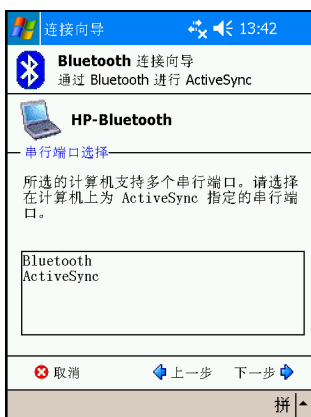 连接向导 13:42
Bluetooth 连接向导
通过 Bluetooth 进行 ActiveSync
HP-Bluetooth
串行端口选择
所选的计算机支持多个串行端口。请选择
在计算机上为 ActiveSync 指定的串行端
口。
Bluetooth
ActiveSync
取消 上一步 下一步
拼